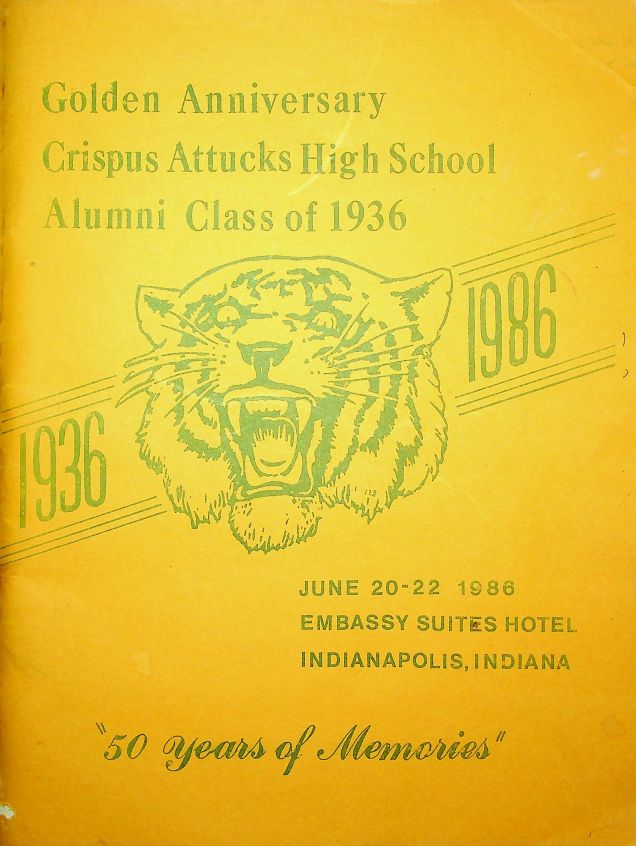 Golden Anniversary
Crispus Attucks High School
Alumni Class of 1936
1986
1936
JUNE 20-22 1986
EMBASSY SUITES HOTEL
INDIANAPOLIS, INDIANA
"50 Years of Memories"